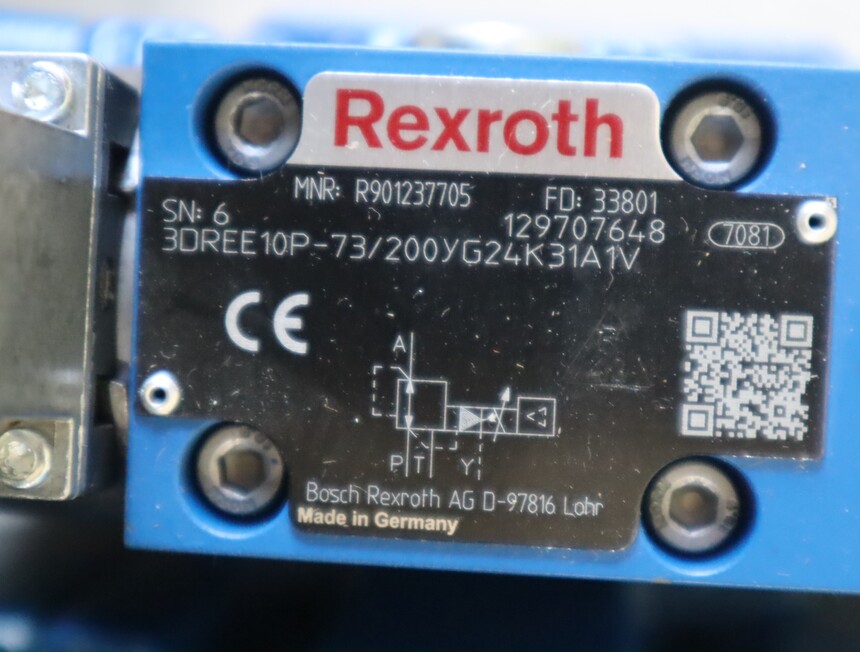 Rexroth
MNR: R901237705 FD: 33801
SN: 6 129707648 7081
3DREE10P-73/200YG24K31A1V
CE
A
P T Y
Bosch Rexroth AG D-97816 Lohr
Made in Germany